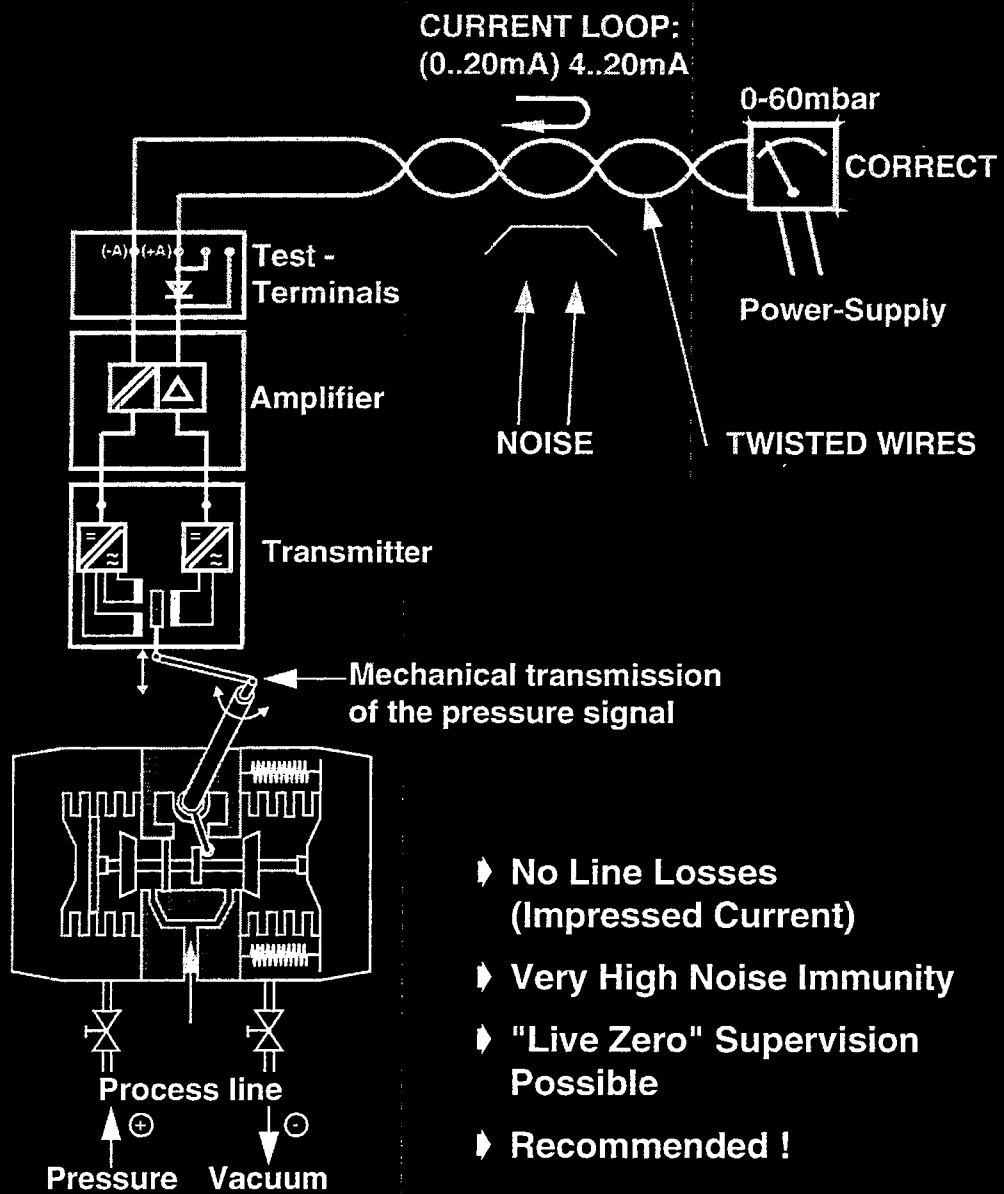 CURRENT LOOP:
(0..20mA) 4..20mA
0-60mbar
CORRECT
(-A) (+A)
Test -
Terminals
Power-Supply
Amplifier
NOISE
TWISTED WIRES
=
≈
=
≈
Transmitter
Mechanical transmission
of the pressure signal
No Line Losses
(Impressed Current)
Very High Noise Immunity
"Live Zero" Supervision
Possible
Recommended !
Process line
+
-
Pressure
Vacuum